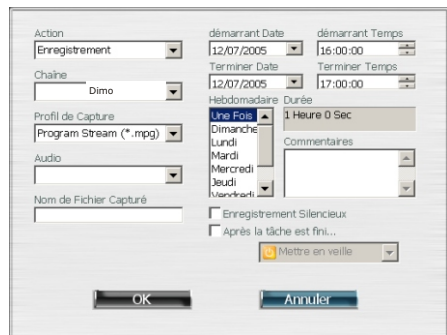 Action
Enregistrement
Chaîne
Dimo
Profil de Capture
Program Stream (*.mpg)
Audio
Nom de Fichier Capturé
démarrant Date
démarrant Temps
12/07/2005
16:00:00
Terminer Date
Terminer Temps
12/07/2005
17:00:00
Hebdomadaire
Durée
Une Fois
Dimanche
Lundi
Mardi
Mercredi
Jeudi
Vendredi
1 Heure 0 Sec
Commentaires
Enregistrement Silencieux
Après la tâche est fini...
Mettre en veille
OK
Annuler